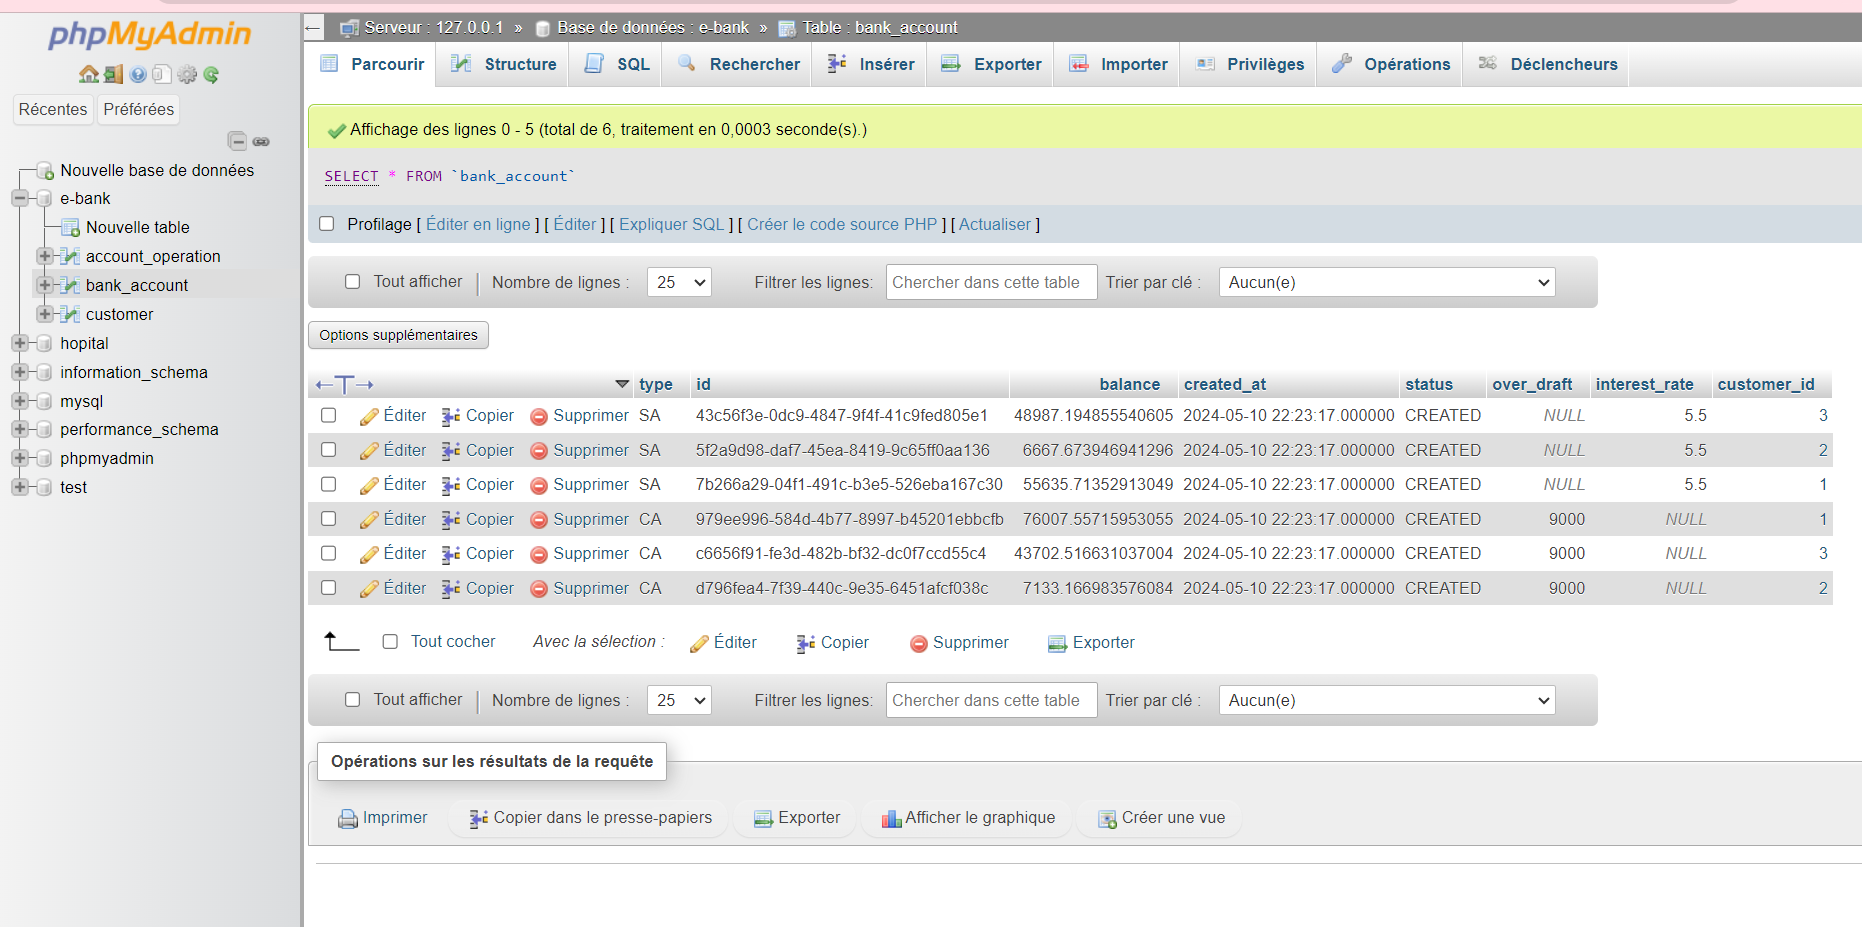 phpMyAdmin
Récentes Préférées
Nouvelle base de données
e-bank
Nouvelle table
account_operation
bank_account
customer
hopital
information_schema
mysql
performance_schema
phpmyadmin
test
Serveur : 127.0.0.1 » Base de données : e-bank » Table : bank_account
Parcourir Structure SQL Rechercher Insérer Exporter Importer Privilèges Opérations Déclencheurs
Affichage des lignes 0 - 5 (total de 6, traitement en 0,0003 seconde(s).)
SELECT * FROM `bank_account`
Profilage [ Éditer en ligne ] [ Éditer ] [ Expliquer SQL ] [ Créer le code source PHP ] [ Actualiser ]
Tout afficher | Nombre de lignes : 25 Filtrer les lignes: Chercher dans cette table Trier par clé : Aucun(e)
Options supplémentaires
←T→ type id balance created_at status over_draft interest_rate customer_id
Éditer Copier Supprimer SA 43c56f3e-0dc9-4847-9f4f-41c9fed805e1 48987.194855540605 2024-05-10 22:23:17.000000 CREATED NULL 5.5 3
Éditer Copier Supprimer SA 5f2a9d98-daf7-45ea-8419-9c65ff0aa136 6667.673946941296 2024-05-10 22:23:17.000000 CREATED NULL 5.5 2
Éditer Copier Supprimer SA 7b266a29-04f1-491c-b3e5-526eba167c30 55635.71352913049 2024-05-10 22:23:17.000000 CREATED NULL 5.5 1
Éditer Copier Supprimer CA 979ee996-584d-4b77-8997-b45201ebbcfb 76007.55715953055 2024-05-10 22:23:17.000000 CREATED 9000 NULL 1
Éditer Copier Supprimer CA c6656f91-fe3d-482b-bf32-dc0f7ccd55c4 43702.516631037004 2024-05-10 22:23:17.000000 CREATED 9000 NULL 3
Éditer Copier Supprimer CA d796fea4-7f39-440c-9e35-6451afcf038c 7133.166983576084 2024-05-10 22:23:17.000000 CREATED 9000 NULL 2
Tout cocher Avec la sélection : Éditer Copier Supprimer Exporter
Tout afficher | Nombre de lignes : 25 Filtrer les lignes: Chercher dans cette table Trier par clé : Aucun(e)
Opérations sur les résultats de la requête
Imprimer Copier dans le presse-papiers Exporter Afficher le graphique Créer une vue